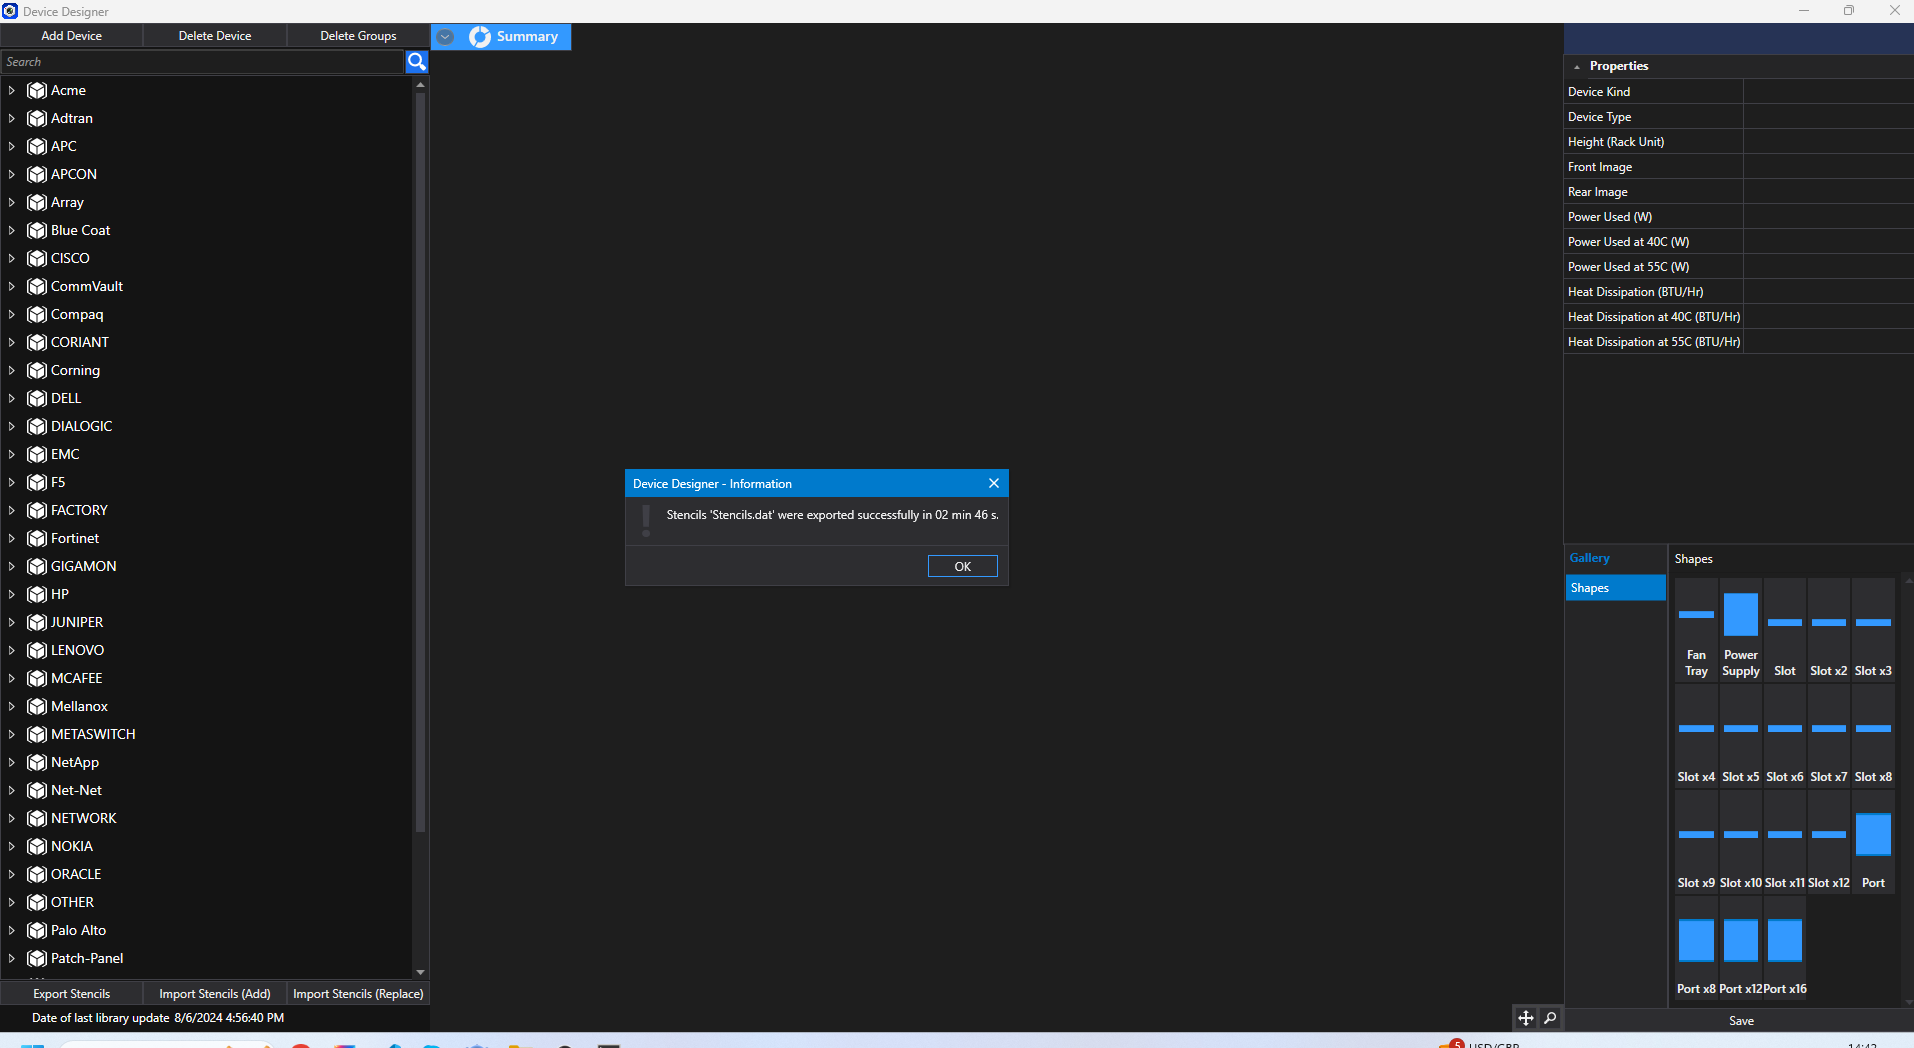 Device Designer
Add Device
Delete Device
Delete Groups
Summary
Search
Acme
Adtran
APC
APCON
Array
Blue Coat
CISCO
CommVault
Compaq
CORIANT
Corning
DELL
DIALOGIC
EMC
F5
FACTORY
Fortinet
GIGAMON
HP
JUNIPER
LENOVO
MCAFEE
Mellanox
METASWITCH
NetApp
Net-Net
NETWORK
NOKIA
ORACLE
OTHER
Palo Alto
Patch-Panel
Export Stencils
Import Stencils (Add)
Import Stencils (Replace)
Date of last library update 8/6/2024 4:56:40 PM
Device Designer - Information
Stencils 'Stencils.dat' were exported successfully in 02 min 46 s.
OK
Properties
Device Kind
Device Type
Height (Rack Unit)
Front Image
Rear Image
Power Used (W)
Power Used at 40C (W)
Power Used at 55C (W)
Heat Dissipation (BTU/Hr)
Heat Dissipation at 40C (BTU/Hr)
Heat Dissipation at 55C (BTU/Hr)
Gallery
Shapes
Shapes
Fan
Tray
Power
Supply
Slot
Slot x2
Slot x3
Slot x4
Slot x5
Slot x6
Slot x7
Slot x8
Slot x9
Slot x10
Slot x11
Slot x12
Port
Port x8
Port x12
Port x16
Save
5
USD/GBP